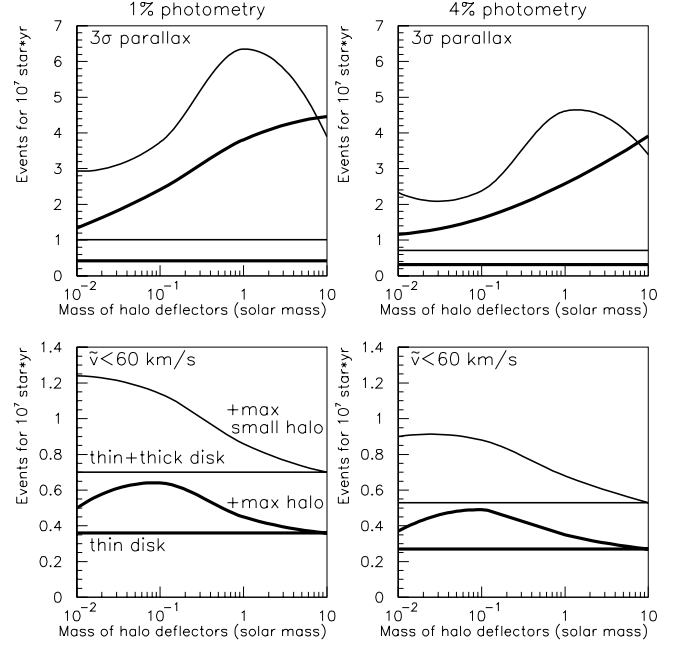 1% photometry
4% photometry
3σ parallax
3σ parallax
Events for 10⁷ star*yr
7
6
5
4
3
2
1
0
10⁻² 10⁻¹ 1 10
Mass of halo deflectors (solar mass)
Events for 10⁷ star*yr
7
6
5
4
3
2
1
0
10⁻² 10⁻¹ 1 10
Mass of halo deflectors (solar mass)
ṽ<60 km/s
+max
small halo
thin+thick disk
+max halo
thin disk
Events for 10⁷ star*yr
1.4
1.2
1
0.8
0.6
0.4
0.2
0
10⁻² 10⁻¹ 1 10
Mass of halo deflectors (solar mass)
ṽ<60 km/s
Events for 10⁷ star*yr
1.4
1.2
1
0.8
0.6
0.4
0.2
0
10⁻² 10⁻¹ 1 10
Mass of halo deflectors (solar mass)